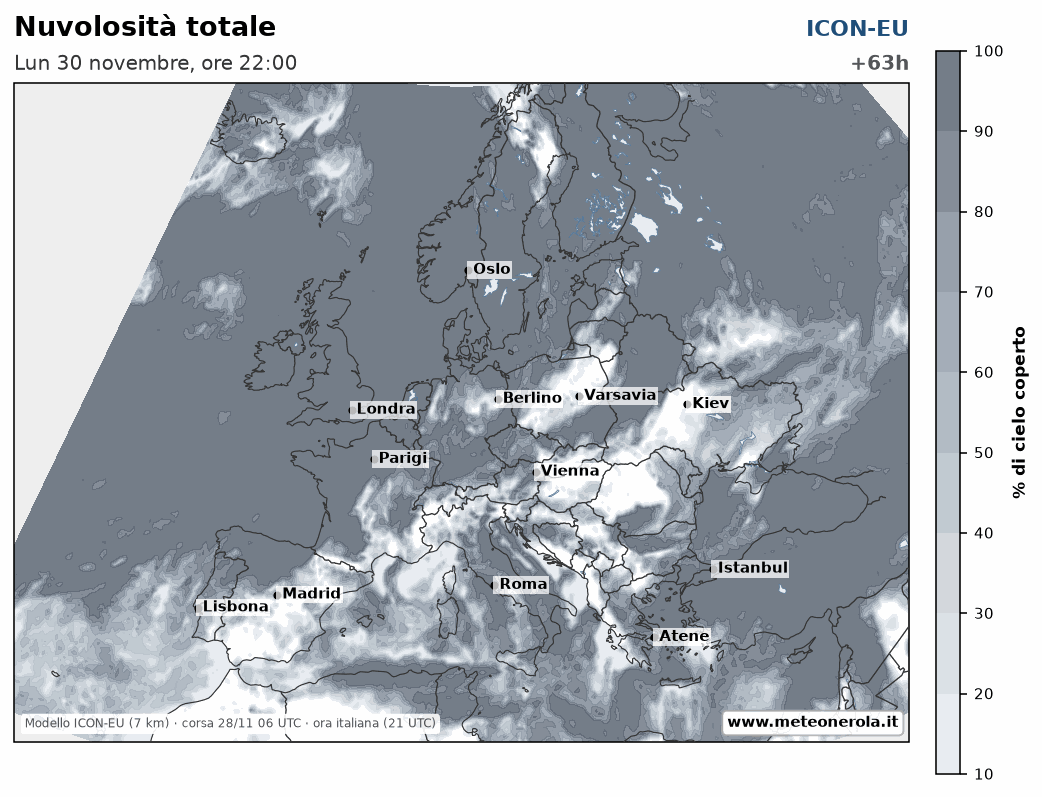 Nuvolosità totale
ICON-EU
Lun 30 novembre, ore 22:00
+63h
100
90
80
70
60
50
40
30
20
10
% di cielo coperto
Oslo
Berlino
Varsavia
Kiev
Londra
Parigi
Vienna
Istanbul
Roma
Madrid
Lisbona
Atene
Modello ICON-EU (7 km) · corsa 28/11 06 UTC · ora italiana (21 UTC)
www.meteonerola.it